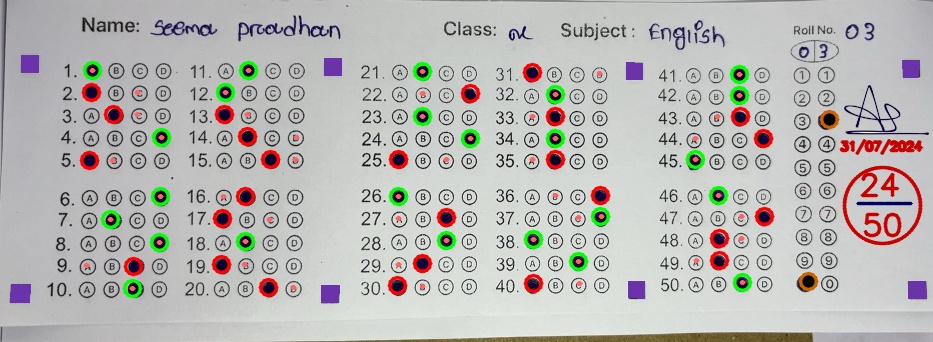 Name: Seema pradhan Class: Subject: English Roll No. 03
0 3
1. B C D 11. A C D 21. A C D 31. B C D 41. A B D 1 1
2. B C D 12. B C D 22. A B C 32. A C D 42. A B D 2 2
3. A C D 13. B C D 23. A C D 33. A C D 43. A B D 3
4. A B C 14. A C D 24. A B C 34. A C D 44. A B C 4 4
5. B C D 15. A B D 25. B C D 35. A C D 45. B C D 5 5
31/07/2024
6. A B C 16. A C D 26. B C D 36. A B C 46. A C D 6 6
7. A C D 17. B C D 27. A B D 37. A B C 47. A B C 7 7
8. A B C 18. A C D 28. A B D 38. B C D 48. A C D 8 8
9. A B D 19. B C D 29. A C D 39. A B D 49. A C D 9 9
10. A B D 20. A B D 30. B C D 40. B C D 50. A B D 0
24
50